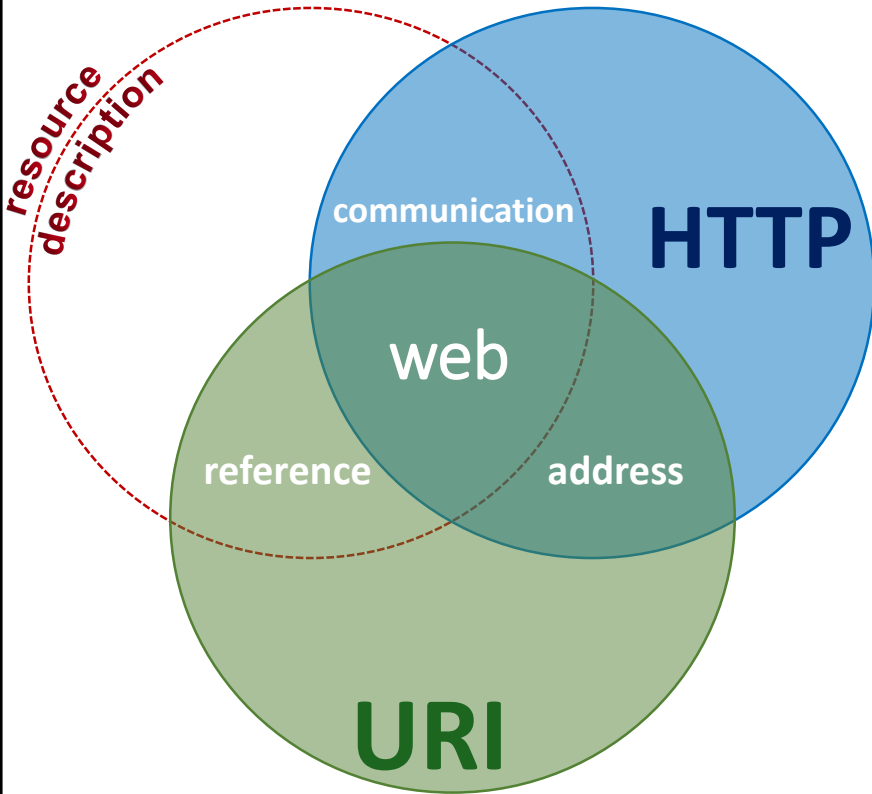 resource
description
communication
HTTP
web
reference
address
URI